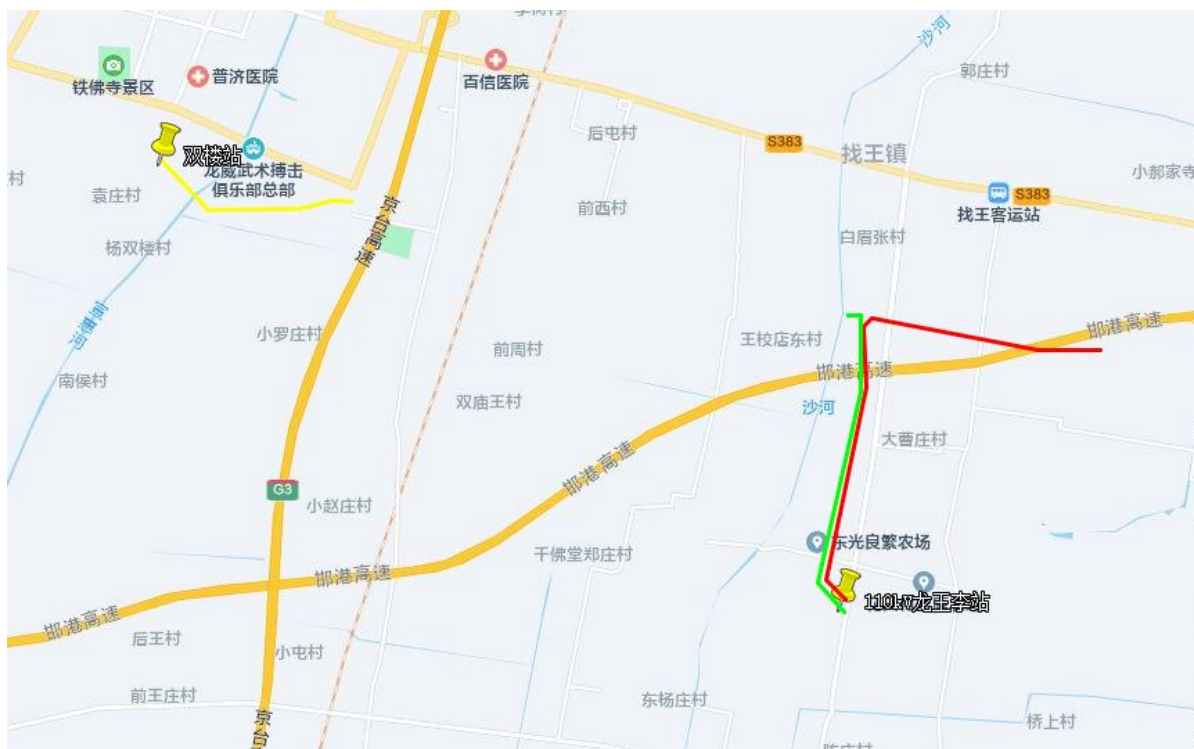 沙河
郭庄村
普济医院
百信医院
铁佛寺景区
后屯村
S383
找王镇
双楼站
龙威武术搏击
俱乐部总部
小郝家寺
S383
找王客运站
袁庄村
前西村
白眉张村
京台高速
杨双楼村
宣惠河
小罗庄村
前周村
王校店东村
邯港高速
邯港高速
南侯村
双庙王村
沙河
大曹庄村
邯港高速
G3
小赵庄村
东光良繁农场
千佛堂郑庄村
邯港高速
110kv龙王李站
邯港高速
后王村
小屯村
前王庄村
东杨庄村
桥上村
京台